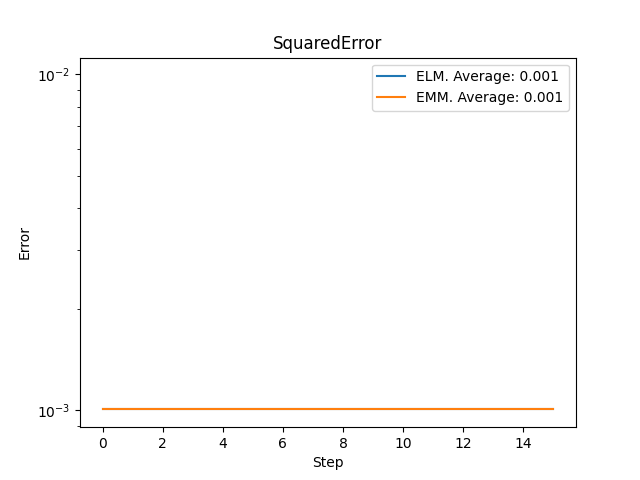 SquaredError
10⁻²
ELM. Average: 0.001
EMM. Average: 0.001
Error
10⁻³
0 2 4 6 8 10 12 14
Step